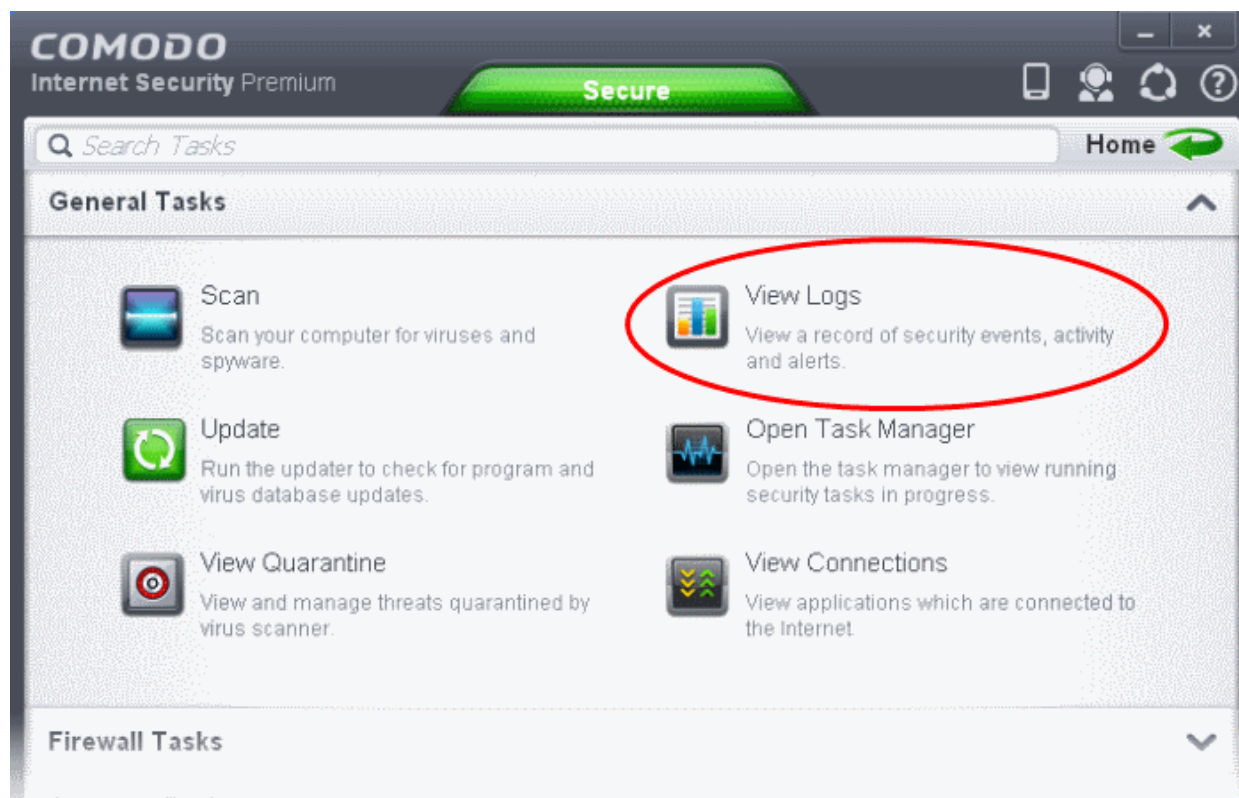 COMODO
Internet Security Premium
Secure
Search Tasks
Home
General Tasks
Scan
Scan your computer for viruses and
spyware.
View Logs
View a record of security events, activity
and alerts.
Update
Run the updater to check for program and
virus database updates.
Open Task Manager
Open the task manager to view running
security tasks in progress.
View Quarantine
View and manage threats quarantined by
virus scanner.
View Connections
View applications which are connected to
the Internet
Firewall Tasks